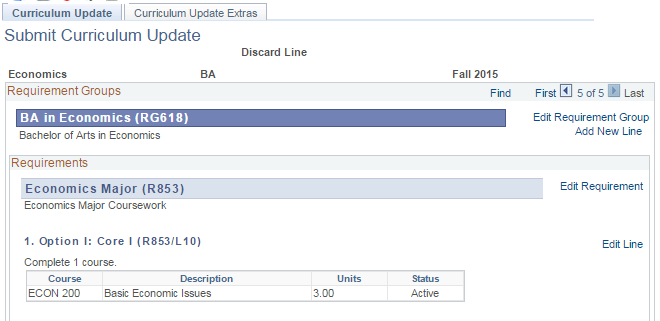 Curriculum Update Curriculum Update Extras
Submit Curriculum Update
Discard Line
Economics BA Fall 2015
Requirement Groups Find First 5 of 5 Last
BA in Economics (RG618) Edit Requirement Group
Bachelor of Arts in Economics Add New Line
Requirements
Economics Major (R853) Edit Requirement
Economics Major Coursework
1. Option I: Core I (R853/L10) Edit Line
Complete 1 course.
Course Description Units Status
ECON 200 Basic Economic Issues 3.00 Active